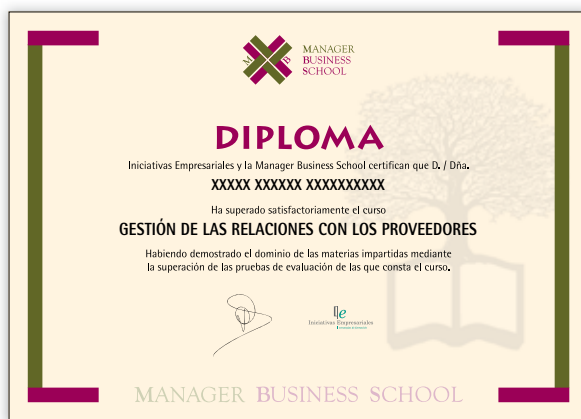 M B
MANAGER
BUSINESS
SCHOOL
DIPLOMA
Iniciativas Empresariales y la Manager Business School certifican que D. / Dña.
XXXXX XXXXXX XXXXXXXXXX
Ha superado satisfactoriamente el curso
GESTIÓN DE LAS RELACIONES CON LOS PROVEEDORES
Habiendo demostrado el dominio de las materias impartidas mediante
la superación de las pruebas de evaluación de las que consta el curso.
Iniciativas Empresariales
MANAGER BUSINESS SCHOOL